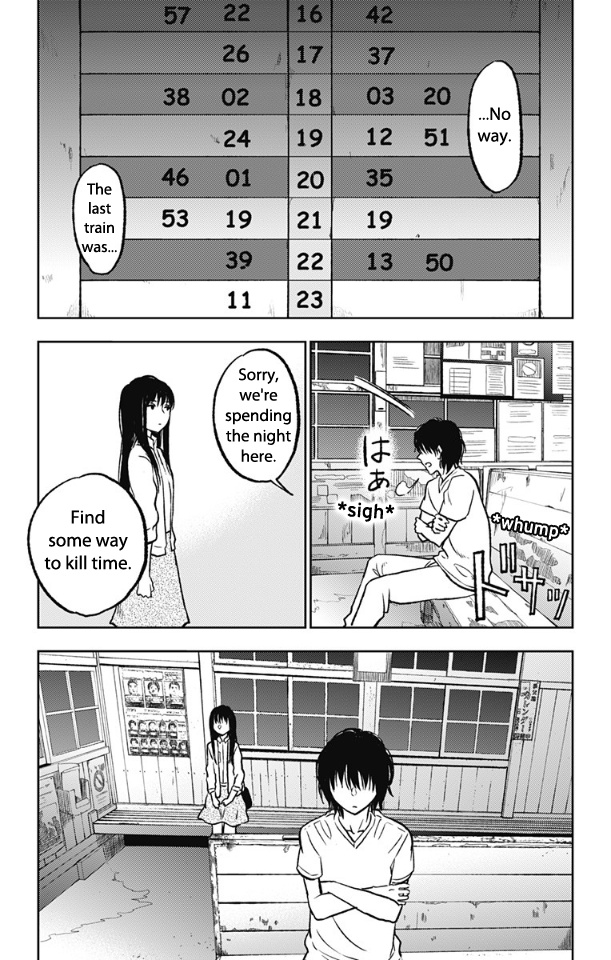 57 22 16 42
26 17 37
38 02 18 03 20
24 19 12 51
46 01 20 35
53 19 21 19
39 22 13 50
11 23
...No
way.
The
last
train
was...
Sorry,
we're
spending
the night
here.
Find
some way
to kill time.
はぁ
*sigh*
*whump*
ドサッ